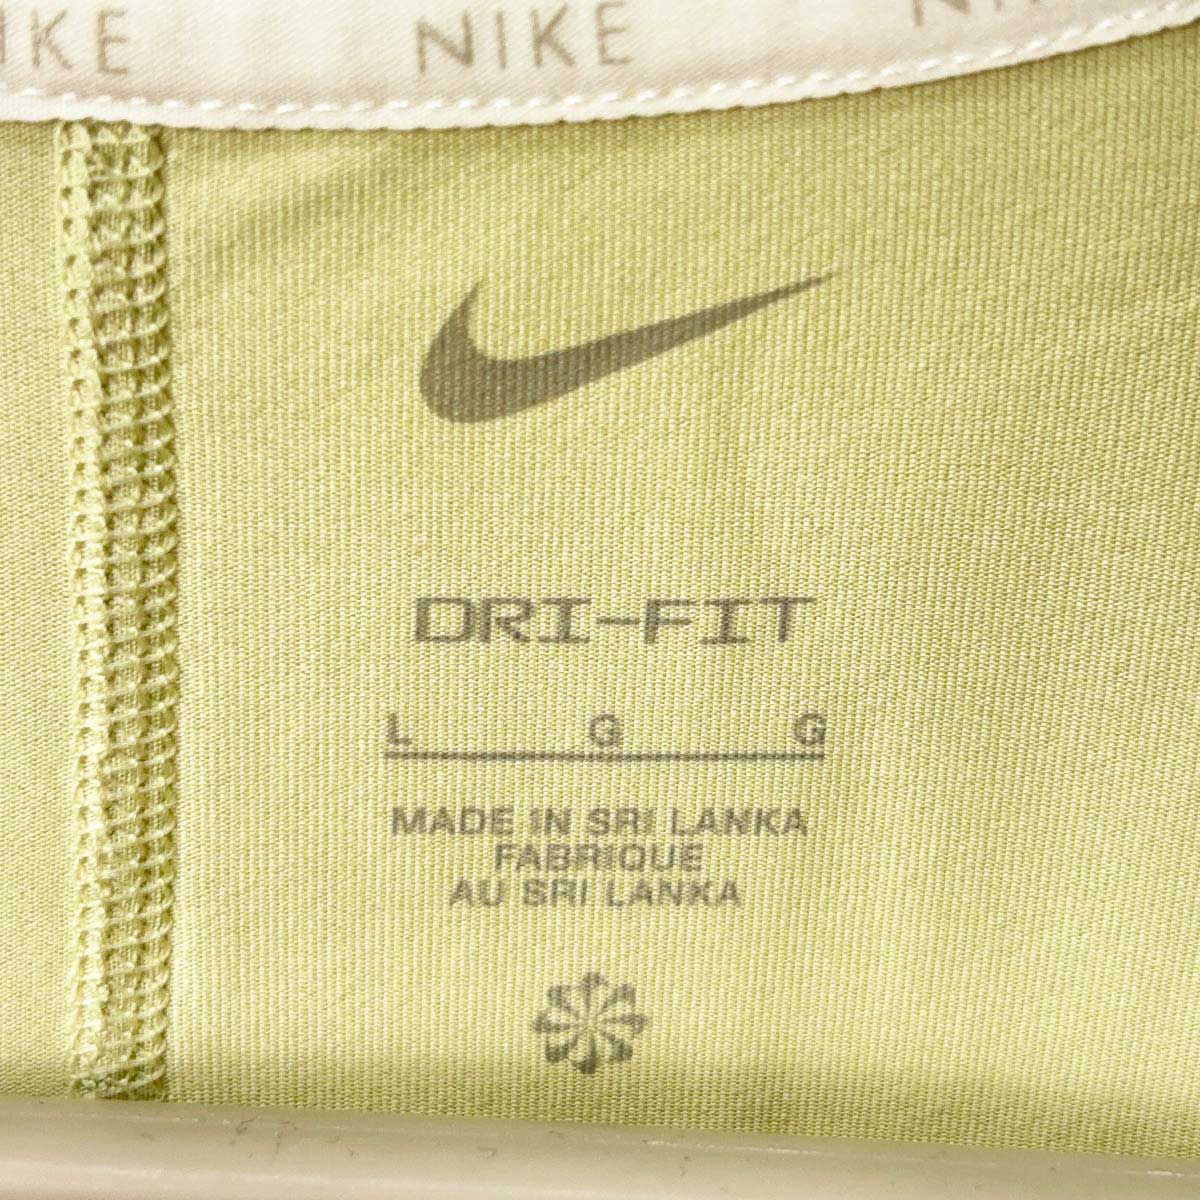 NIKE NIKE
DRI-FIT
L G G
MADE IN SRI LANKA
FABRIQUE
AU SRI LANKA